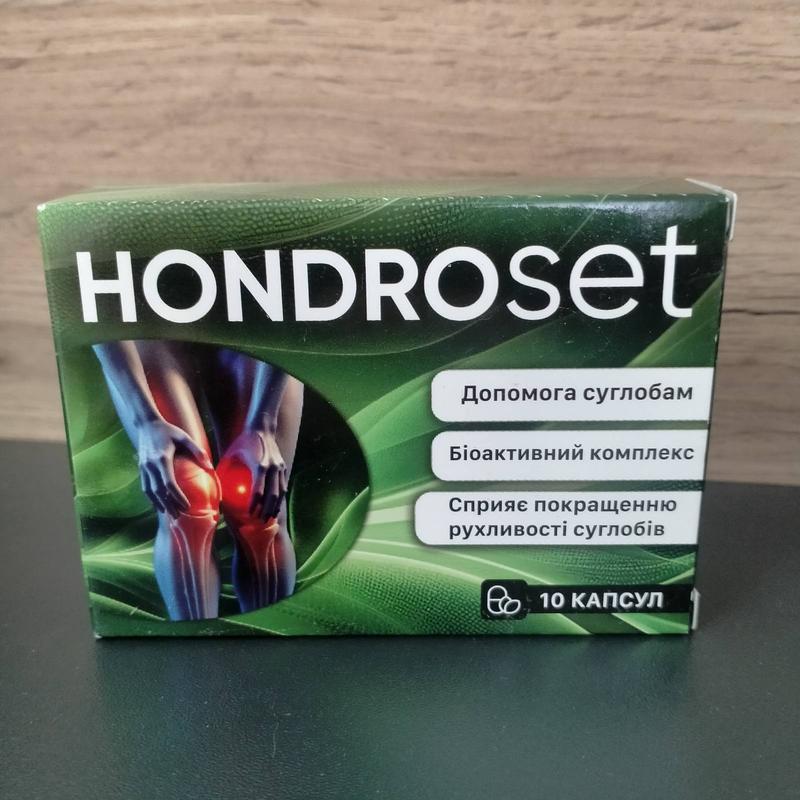 HONDROset
Допомога суглобам
Біоактивний комплекс
Сприяє покращенню
рухливості суглобів
10 КАПСУЛ